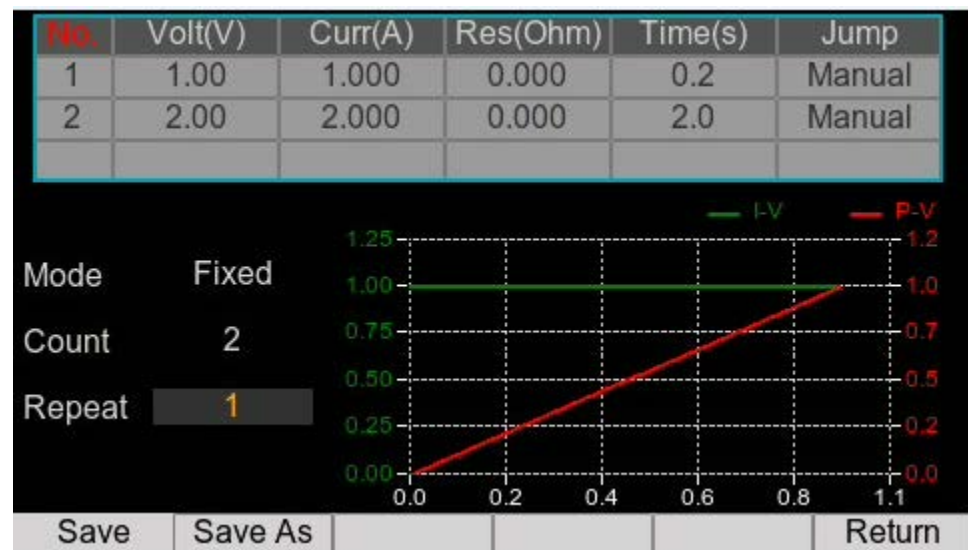 No. Volt(V) Curr(A) Res(Ohm) Time(s) Jump
1 1.00 1.000 0.000 0.2 Manual
2 2.00 2.000 0.000 2.0 Manual
I-V P-V
1.25 1.2
Mode Fixed 1.00 1.0
Count 2 0.75 0.7
0.50 0.5
Repeat 1 0.25 0.2
0.00 0.0
0.0 0.2 0.4 0.6 0.8 1.1
Save Save As Return